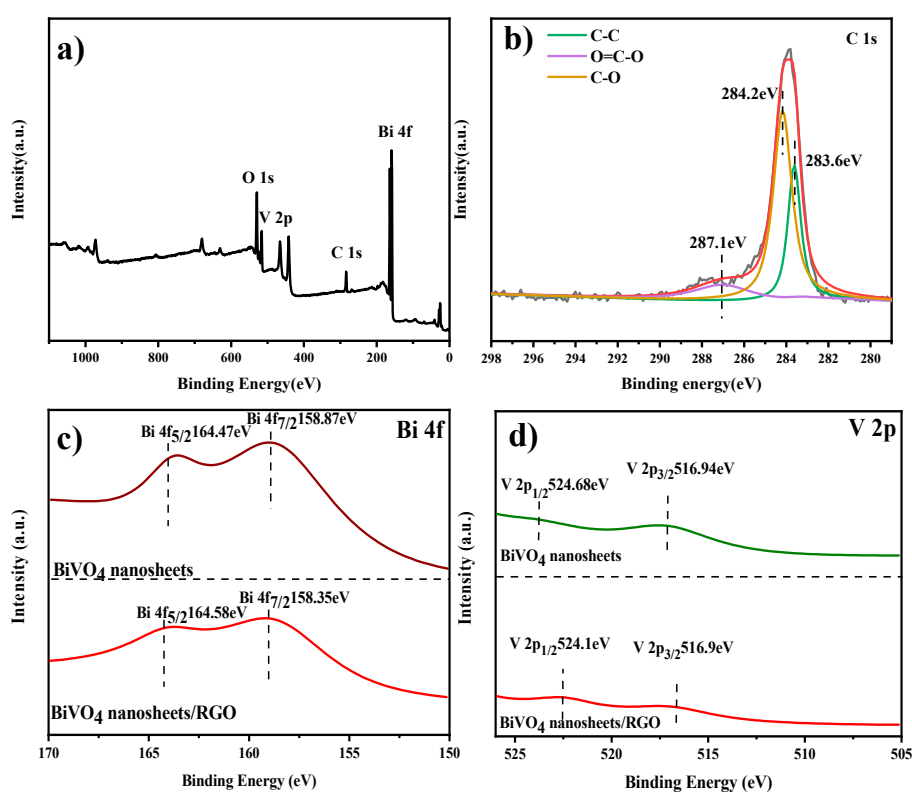 a)
Bi 4f
O 1s
V 2p
C 1s
Intensity(a.u.)
1000 800 600 400 200 0
Binding Energy(eV)
b)
C-C
O=C-O
C-O
C 1s
284.2eV
283.6eV
287.1eV
Intensity(a.u.)
298 296 294 292 290 288 286 284 282 280
Binding energy(eV)
c)
Bi 4f
Bi 4f5/2164.47eV
Bi 4f7/2158.87eV
BiVO4 nanosheets
Bi 4f5/2164.58eV
Bi 4f7/2158.35eV
BiVO4 nanosheets/RGO
Intensity (a.u.)
170 165 160 155 150
Binding Energy (eV)
d)
V 2p
V 2p1/2524.68eV
V 2p3/2516.94eV
BiVO4 nanosheets
V 2p1/2524.1eV
V 2p3/2516.9eV
BiVO4 nanosheets/RGO
Intensity (a.u.)
525 520 515 510 505
Binding Energy (eV)